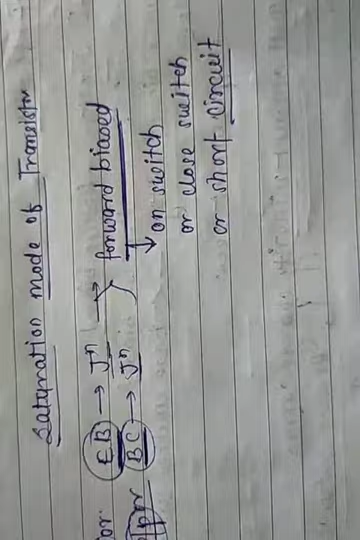 Saturation mode of Transistor
EB → Jⁿ → forward biased
BC → Jⁿ
↓
on switch
or close switch
or short circuit